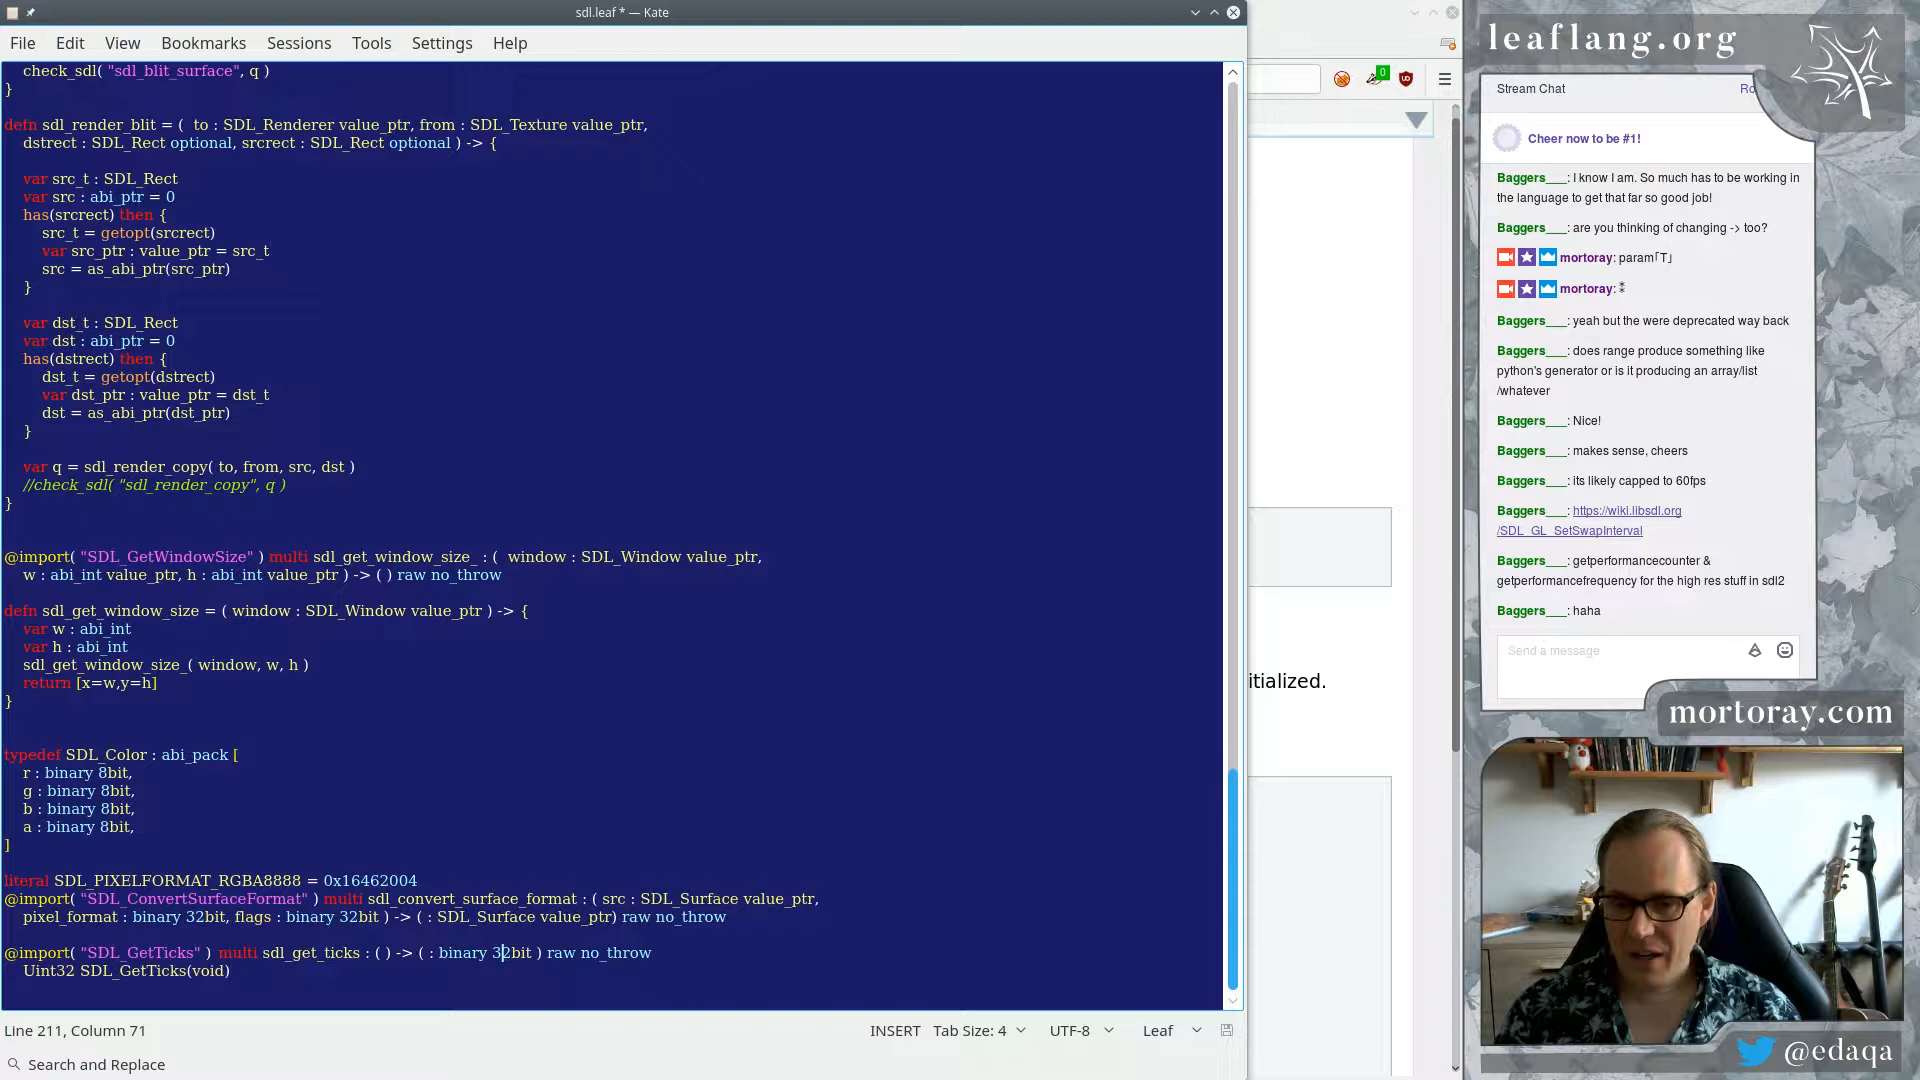 sdl.leaf * — Kate
File Edit View Bookmarks Sessions Tools Settings Help
check_sdl( "sdl_blit_surface", q )
}
defn sdl_render_blit = (  to : SDL_Renderer value_ptr, from : SDL_Texture value_ptr,
dstrect : SDL_Rect optional, srcrect : SDL_Rect optional ) -> {
var src_t : SDL_Rect
var src : abi_ptr = 0
has(srcrect) then {
src_t = getopt(srcrect)
var src_ptr : value_ptr = src_t
src = as_abi_ptr(src_ptr)
}
var dst_t : SDL_Rect
var dst : abi_ptr = 0
has(dstrect) then {
dst_t = getopt(dstrect)
var dst_ptr : value_ptr = dst_t
dst = as_abi_ptr(dst_ptr)
}
var q = sdl_render_copy( to, from, src, dst )
//check_sdl( "sdl_render_copy", q )
}
@import( "SDL_GetWindowSize" ) multi sdl_get_window_size_ : (  window : SDL_Window value_ptr,
w : abi_int value_ptr, h : abi_int value_ptr ) -> ( ) raw no_throw
defn sdl_get_window_size = ( window : SDL_Window value_ptr ) -> {
var w : abi_int
var h : abi_int
sdl_get_window_size_( window, w, h )
return [x=w,y=h]
}
typedef SDL_Color : abi_pack [
r : binary 8bit,
g : binary 8bit,
b : binary 8bit,
a : binary 8bit,
]
literal SDL_PIXELFORMAT_RGBA8888 = 0x16462004
@import( "SDL_ConvertSurfaceFormat" ) multi sdl_convert_surface_format : ( src : SDL_Surface value_ptr,
pixel_format : binary 32bit, flags : binary 32bit ) -> ( : SDL_Surface value_ptr) raw no_throw
@import( "SDL_GetTicks" )  multi sdl_get_ticks : ( ) -> ( : binary 32bit ) raw no_throw
Uint32 SDL_GetTicks(void)
Line 211, Column 71
INSERT Tab Size: 4 UTF-8 Leaf
Search and Replace
0
itialized.
leaflang.org
Stream Chat
Ro
Cheer now to be #1!
Baggers___: I know I am. So much has to be working in
the language to get that far so good job!
Baggers___: are you thinking of changing -> too?
mortoray: param｢T｣
mortoray: ⁑
Baggers___: yeah but the were deprecated way back
Baggers___: does range produce something like
python's generator or is it producing an array/list
/whatever
Baggers___: Nice!
Baggers___: makes sense, cheers
Baggers___: its likely capped to 60fps
Baggers___: https://wiki.libsdl.org
/SDL_GL_SetSwapInterval
Baggers___: getperformancecounter &
getperformancefrequency for the high res stuff in sdl2
Baggers___: haha
Send a message
mortoray.com
@edaqa